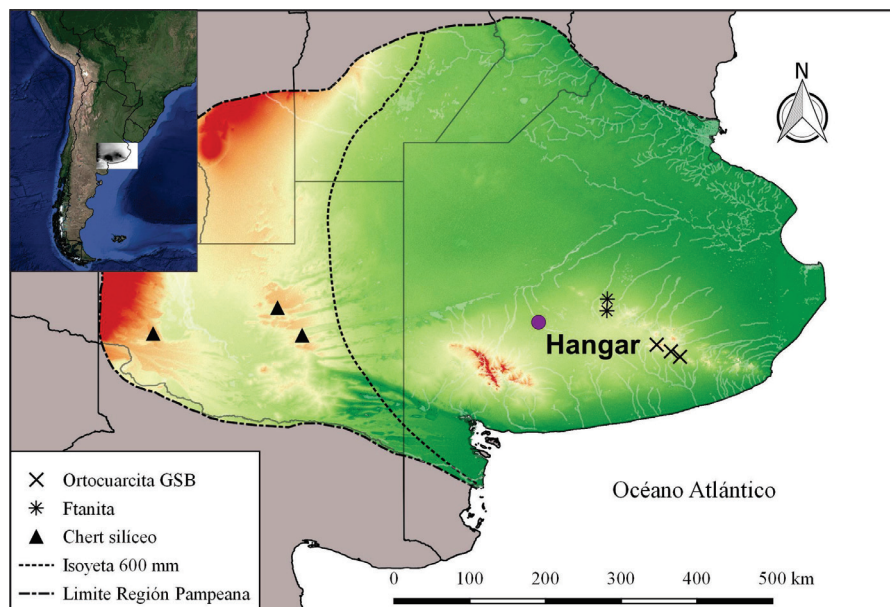 N
Hangar
Ortocuarcita GSB
Ftanita
Chert silíceo
Isoyeta 600 mm
Limite Región Pampeana
Océano Atlántico
0 100 200 300 400 500 km